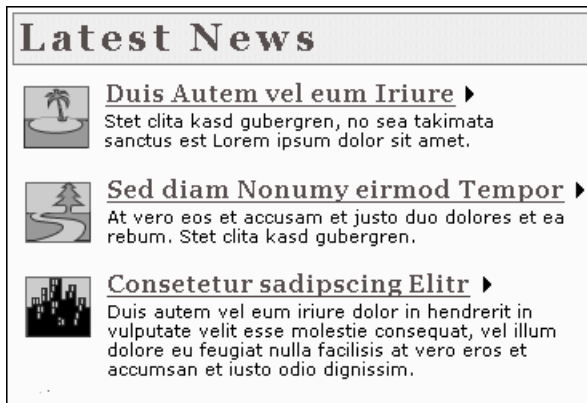 Latest News
Duis Autem vel eum Iriure
Stet clita kasd gubergren, no sea takimata
sanctus est Lorem ipsum dolor sit amet.
Sed diam Nonumy eirmod Tempor
At vero eos et accusam et justo duo dolores et ea
rebum. Stet clita kasd gubergren.
Consetetur sadipscing Elitr
Duis autem vel eum iriure dolor in hendrerit in
vulputate velit esse molestie consequat, vel illum
dolore eu feugiat nulla facilisis at vero eros et
accumsan et iusto odio dignissim.